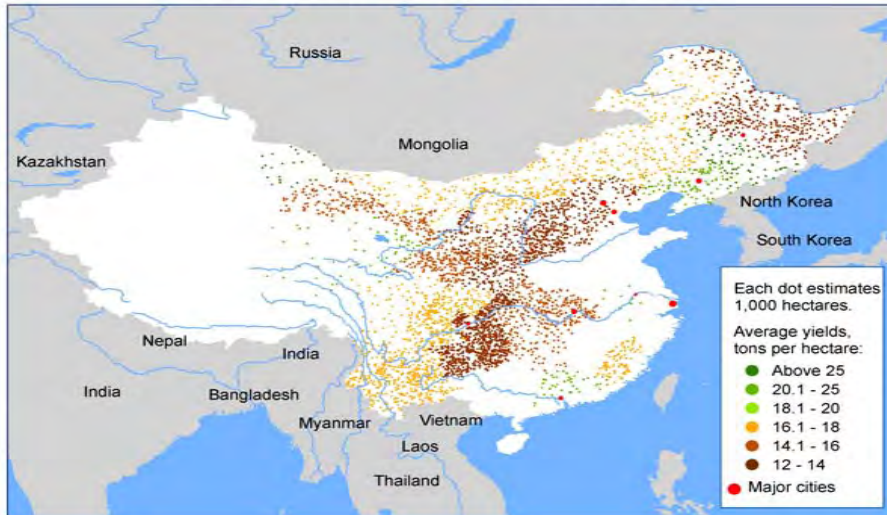 Russia
Kazakhstan
Mongolia
North Korea
South Korea
Nepal
India
India
Bangladesh
Myanmar
Vietnam
Laos
Thailand
Each dot estimates
1,000 hectares.
Average yields,
tons per hectare:
Above 25
20.1 - 25
18.1 - 20
16.1 - 18
14.1 - 16
12 - 14
Major cities